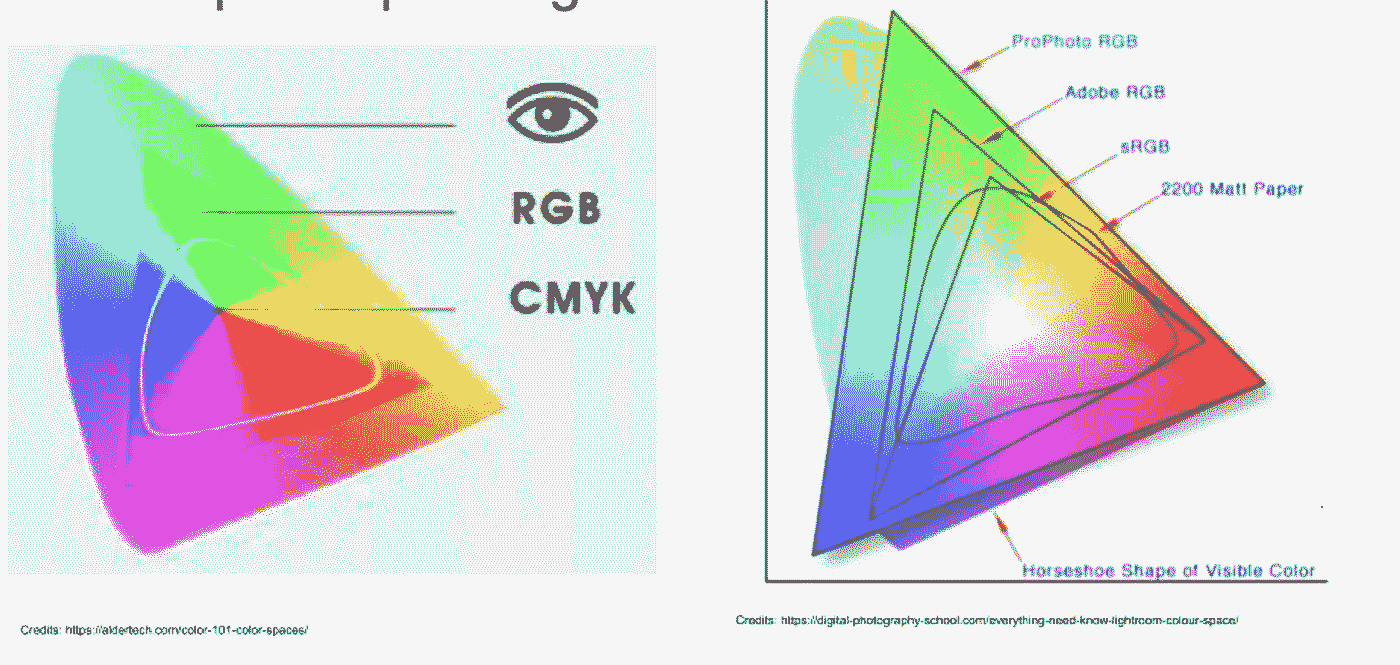 RGB
CMYK
Credits: https://aldertech.com/color-101-color-spaces/
ProPhoto RGB
Adobe RGB
sRGB
2200 Matt Paper
Horseshoe Shape of Visible Color
Credits: https://digital-photography-school.com/everything-need-know-lightroom-colour-space/